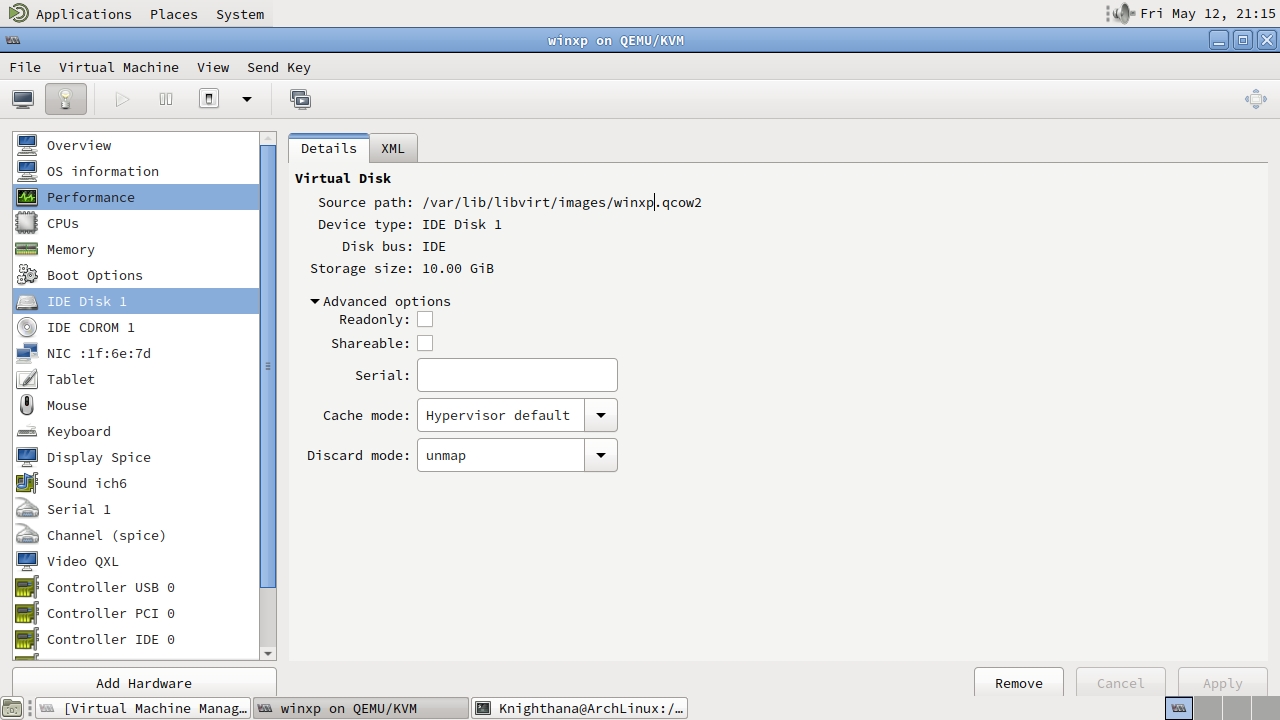 Applications Places System Fri May 12, 21:15
winxp on QEMU/KVM
File Virtual Machine View Send Key
Overview
OS information
Performance
CPUs
Memory
Boot Options
IDE Disk 1
IDE CDROM 1
NIC :1f:6e:7d
Tablet
Mouse
Keyboard
Display Spice
Sound ich6
Serial 1
Channel (spice)
Video QXL
Controller USB 0
Controller PCI 0
Controller IDE 0
Add Hardware
Details XML
Virtual Disk
Source path: /var/lib/libvirt/images/winxp.qcow2
Device type: IDE Disk 1
Disk bus: IDE
Storage size: 10.00 GiB
Advanced options
Readonly:
Shareable:
Serial:
Cache mode: Hypervisor default
Discard mode: unmap
Remove Cancel Apply
[Virtual Machine Manag… winxp on QEMU/KVM Knighthana@ArchLinux:/…